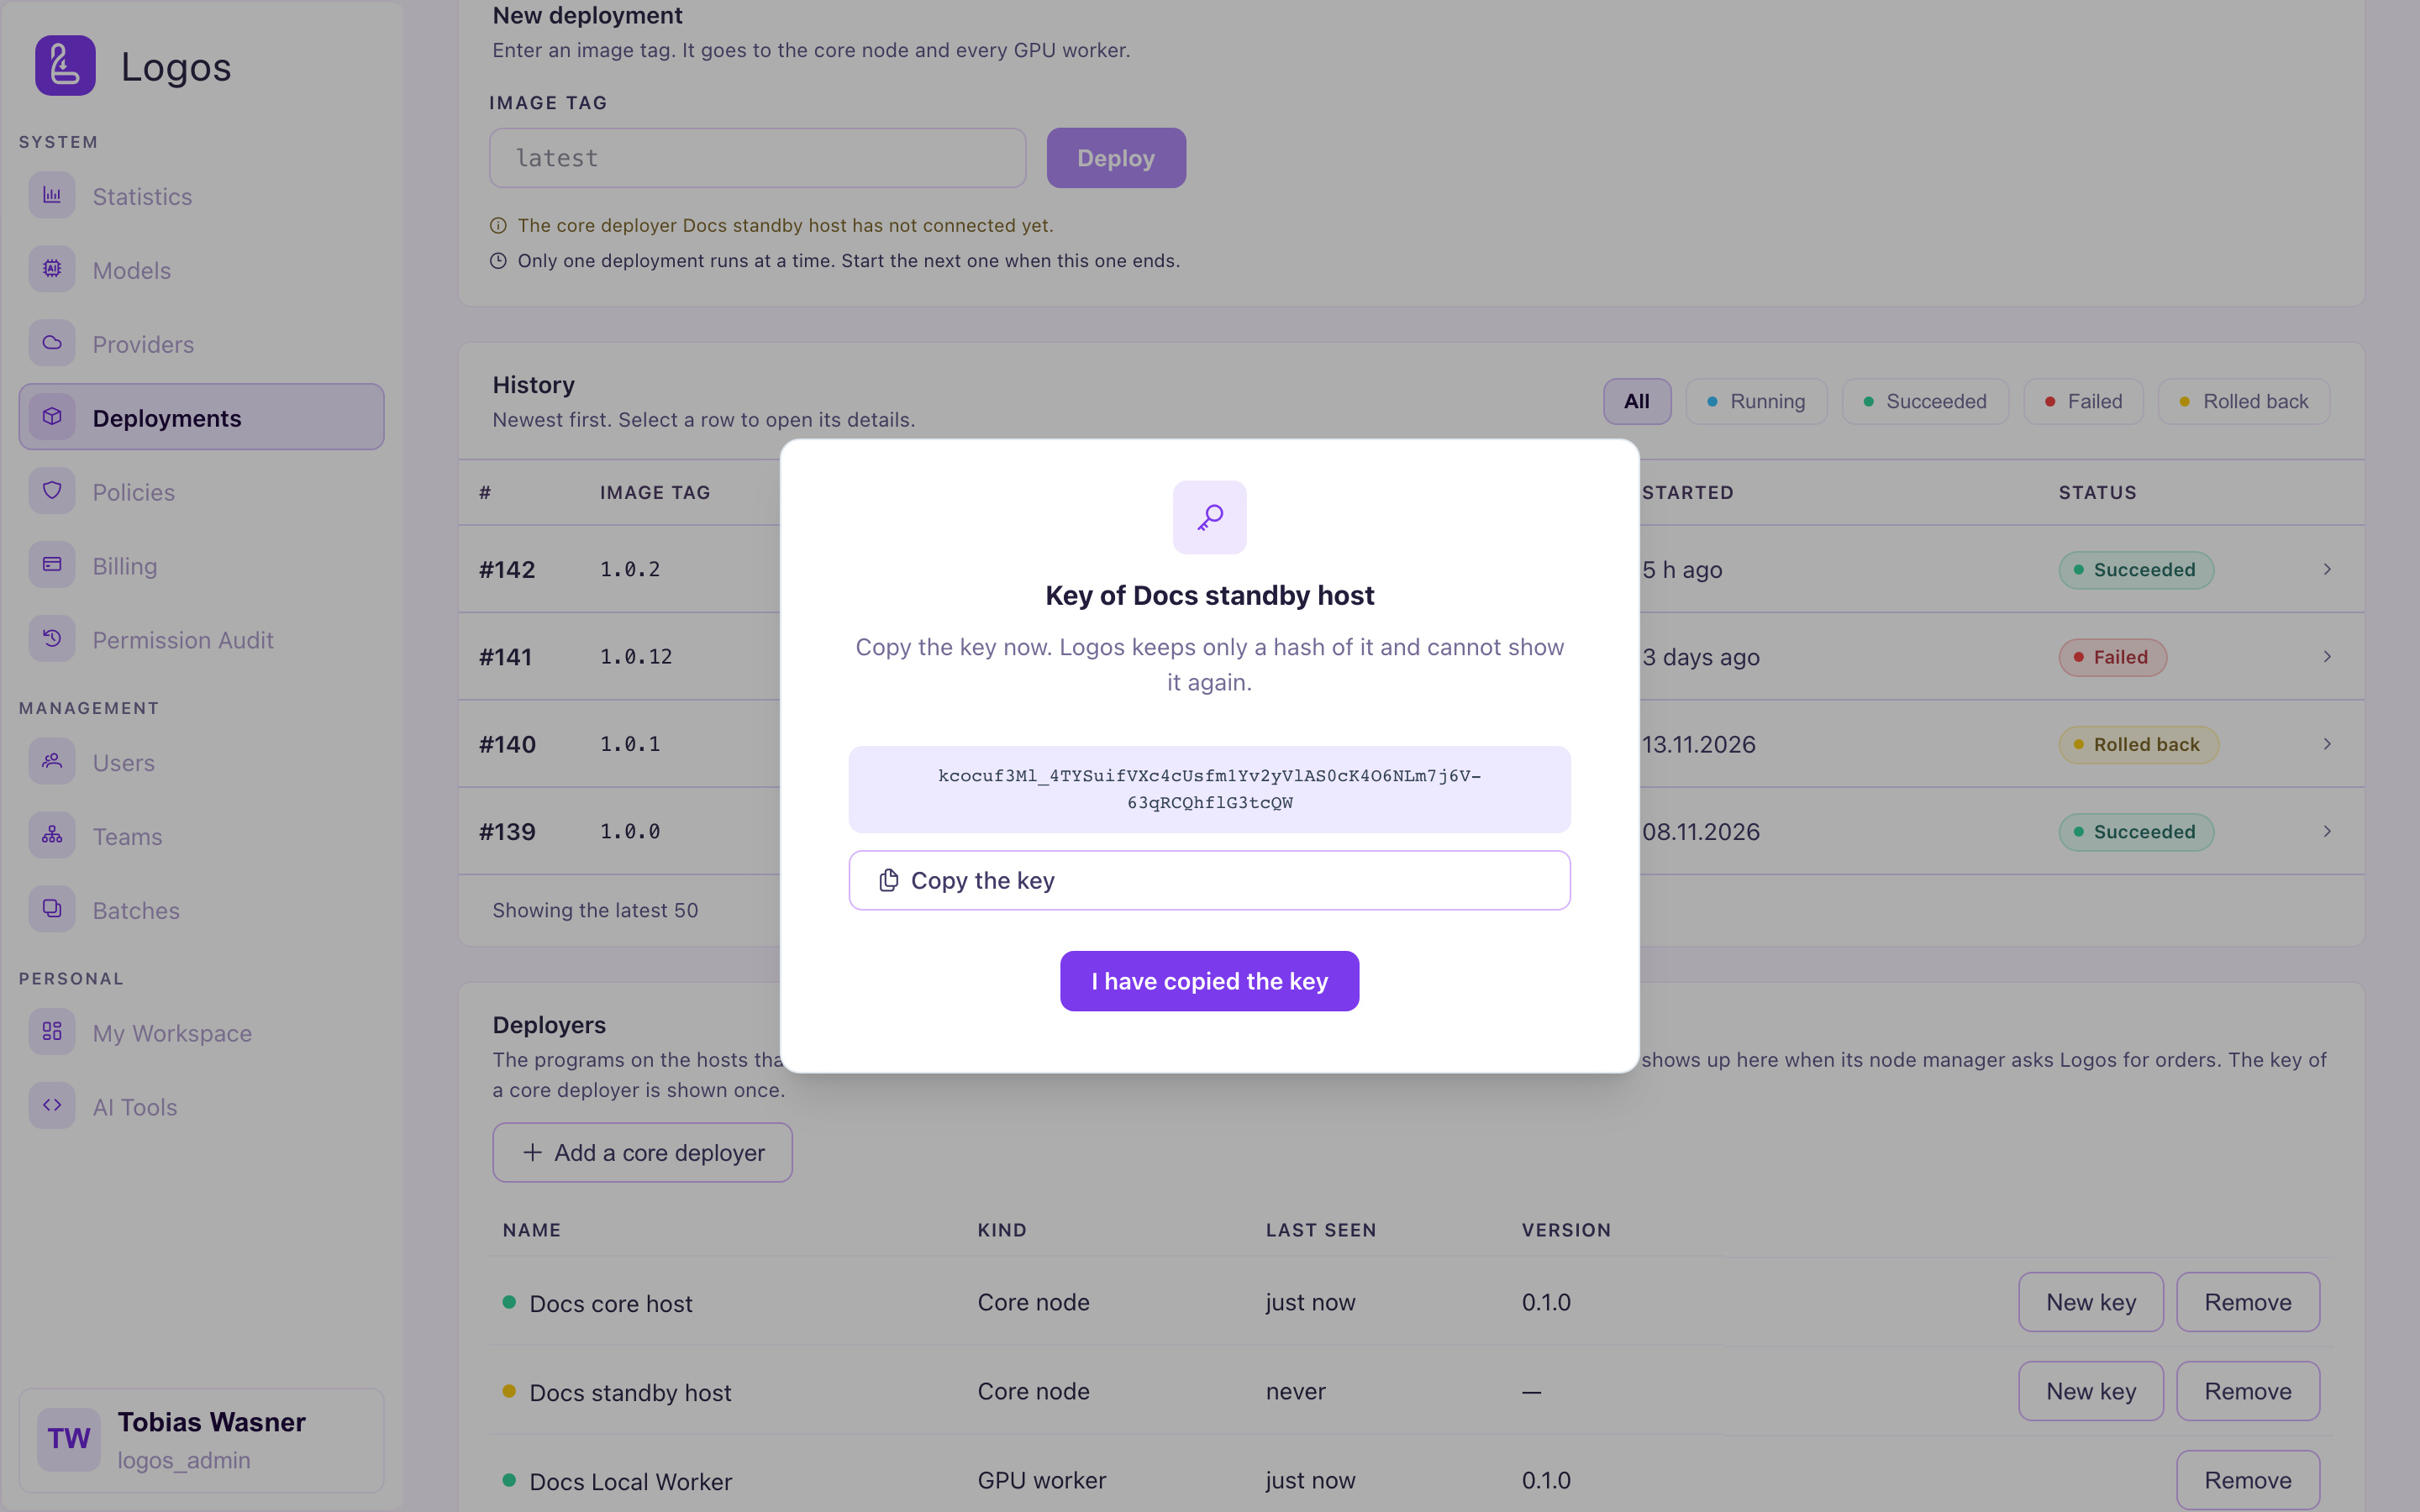 Logos
SYSTEM
Statistics
Models
Providers
Deployments
Policies
Billing
Permission Audit
MANAGEMENT
Users
Teams
Batches
PERSONAL
My Workspace
AI Tools
TW
Tobias Wasner
logos_admin
New deployment
Enter an image tag. It goes to the core node and every GPU worker.
IMAGE TAG
latest
Deploy
The core deployer Docs standby host has not connected yet.
Only one deployment runs at a time. Start the next one when this one ends.
History
Newest first. Select a row to open its details.
All Running Succeeded Failed Rolled back
# IMAGE TAG STARTED STATUS
#142 1.0.2 5 h ago Succeeded
#141 1.0.12 3 days ago Failed
#140 1.0.1 13.11.2026 Rolled back
#139 1.0.0 08.11.2026 Succeeded
Showing the latest 50
Key of Docs standby host
Copy the key now. Logos keeps only a hash of it and cannot show
it again.
kcocuf3Ml_4TYSuifVXc4cUsfm1Yv2yVlAS0cK4O6NLm7j6V-
63qRCQhflG3tcQW
Copy the key
I have copied the key
Deployers
The programs on the hosts tha shows up here when its node manager asks Logos for orders. The key of
a core deployer is shown once.
Add a core deployer
NAME KIND LAST SEEN VERSION
Docs core host Core node just now 0.1.0 New key Remove
Docs standby host Core node never — New key Remove
Docs Local Worker GPU worker just now 0.1.0 Remove